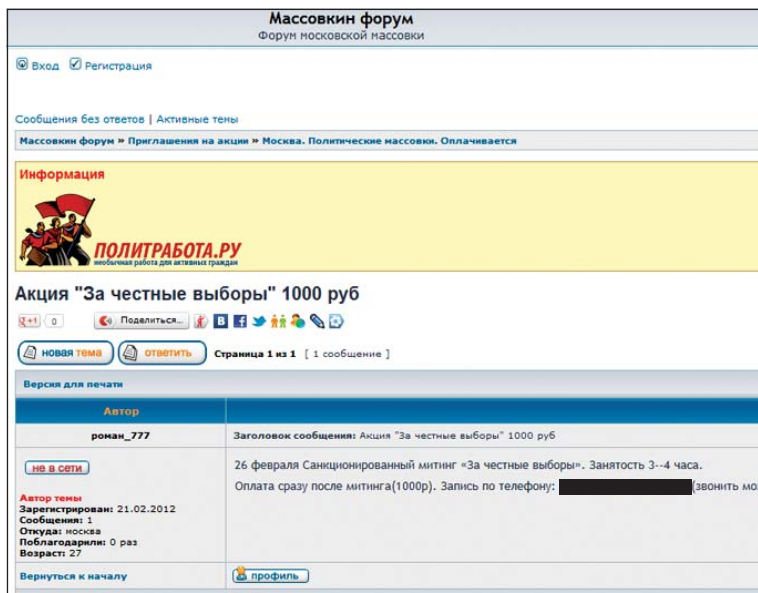 Массовкин форум
Форум московской массовки
Вход Регистрация
Сообщения без ответов | Активные темы
Массовкин форум » Приглашения на акции » Москва. Политические массовки. Оплачивается
Информация
ПОЛИТРАБОТА.РУ
необычная работа для активных граждан
Акция "За честные выборы" 1000 руб
+1 0 Поделиться...
новая тема ответить Страница 1 из 1 [ 1 сообщение ]
Версия для печати
Автор
роман_777 Заголовок сообщения: Акция "За честные выборы" 1000 руб
не в сети
26 февраля Санкционированный митинг «За честные выборы». Занятость 3--4 часа.
Оплата сразу после митинга(1000р). Запись по телефону: (звонить
Автор темы
Зарегистрирован: 21.02.2012
Сообщения: 1
Откуда: москва
Поблагодарили: 0 раз
Возраст: 27
Вернуться к началу профиль